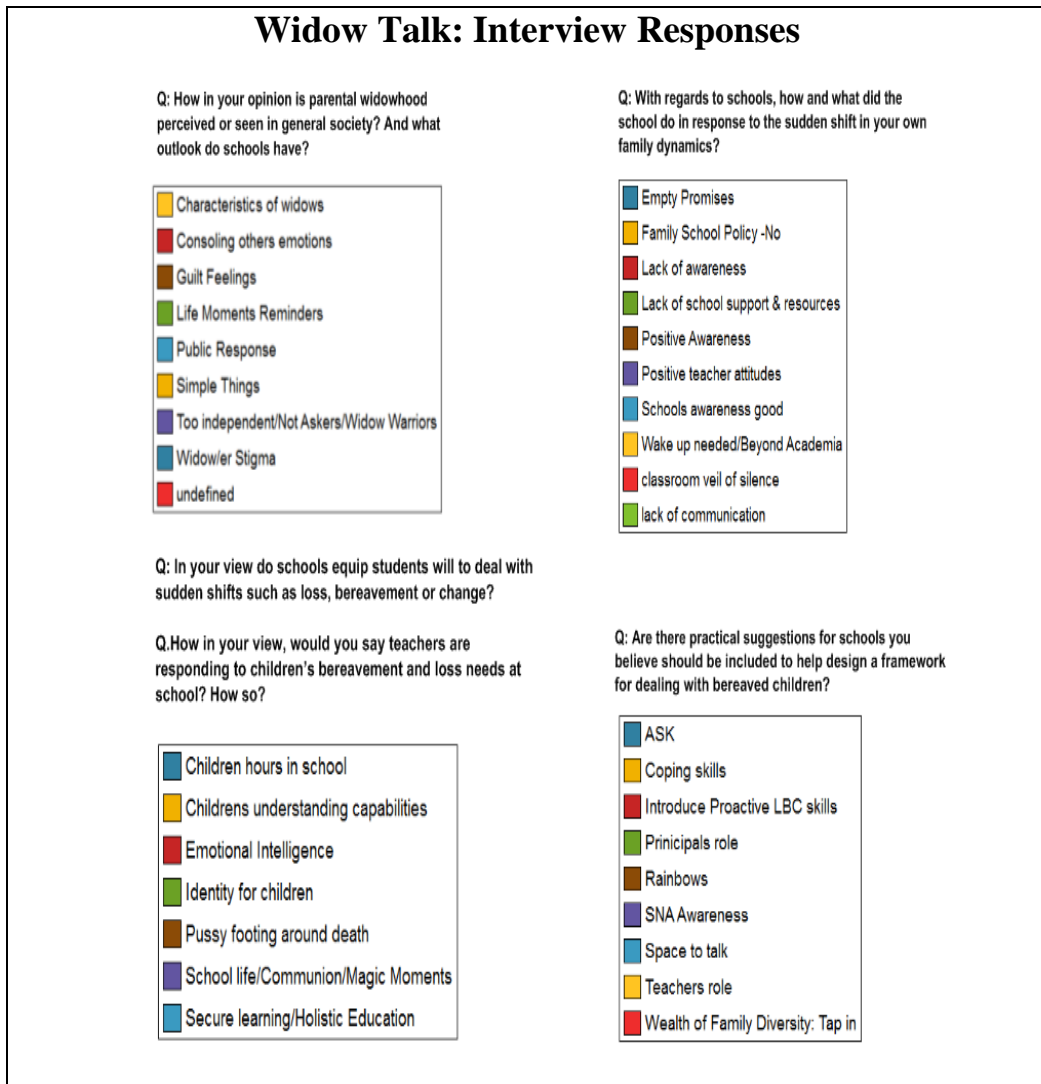 Widow Talk: Interview Responses
Q: How in your opinion is parental widowhood
perceived or seen in general society? And what
outlook do schools have?
Characteristics of widows
Consoling others emotions
Guilt Feelings
Life Moments Reminders
Public Response
Simple Things
Too independent/Not Askers/Widow Warriors
Widow/er Stigma
undefined
Q: With regards to schools, how and what did the
school do in response to the sudden shift in your own
family dynamics?
Empty Promises
Family School Policy -No
Lack of awareness
Lack of school support & resources
Positive Awareness
Positive teacher attitudes
Schools awareness good
Wake up needed/Beyond Academia
classroom veil of silence
lack of communication
Q: In your view do schools equip students will to deal with
sudden shifts such as loss, bereavement or change?
Q.How in your view, would you say teachers are
responding to children's bereavement and loss needs at
school? How so?
Children hours in school
Childrens understanding capabilities
Emotional Intelligence
Identity for children
Pussy footing around death
School life/Communion/Magic Moments
Secure learning/Holistic Education
Q: Are there practical suggestions for schools you
believe should be included to help design a framework
for dealing with bereaved children?
ASK
Coping skills
Introduce Proactive LBC skills
Prinicipals role
Rainbows
SNA Awareness
Space to talk
Teachers role
Wealth of Family Diversity: Tap in